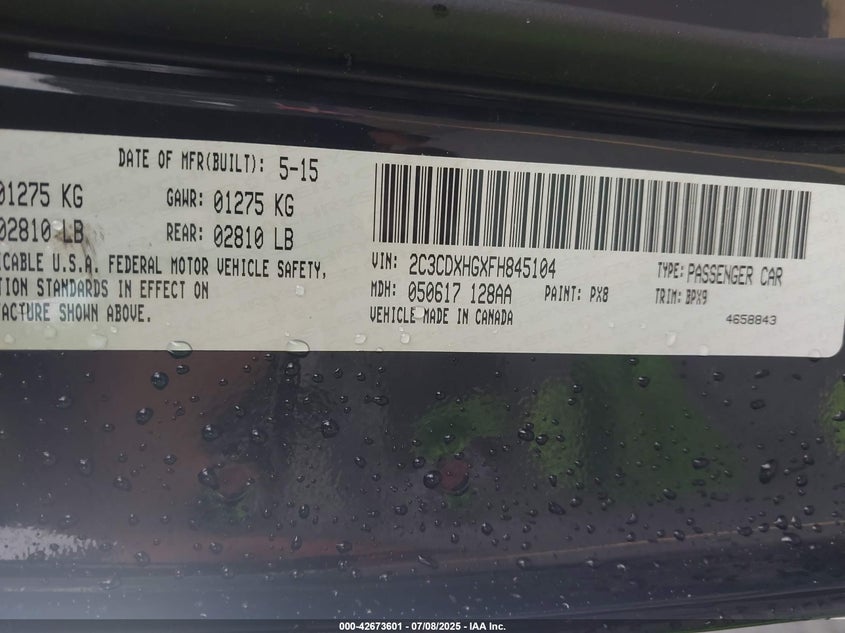 DATE OF MFR(BUILT): 5-15
01275 KG GAWR: 01275 KG
02810 LB REAR: 02810 LB
ICABLE U.S.A. FEDERAL MOTOR VEHICLE SAFETY,
TION STANDARDS IN EFFECT ON
FACTURE SHOWN ABOVE.
VIN: 2C3CDXHGXFH845104 TYPE: PASSENGER CAR
MDH: 050617 128AA PAINT: PX8 TRIM: BPX9
VEHICLE MADE IN CANADA 4658843
000-42673601 - 07/08/2025 - IAA Inc.